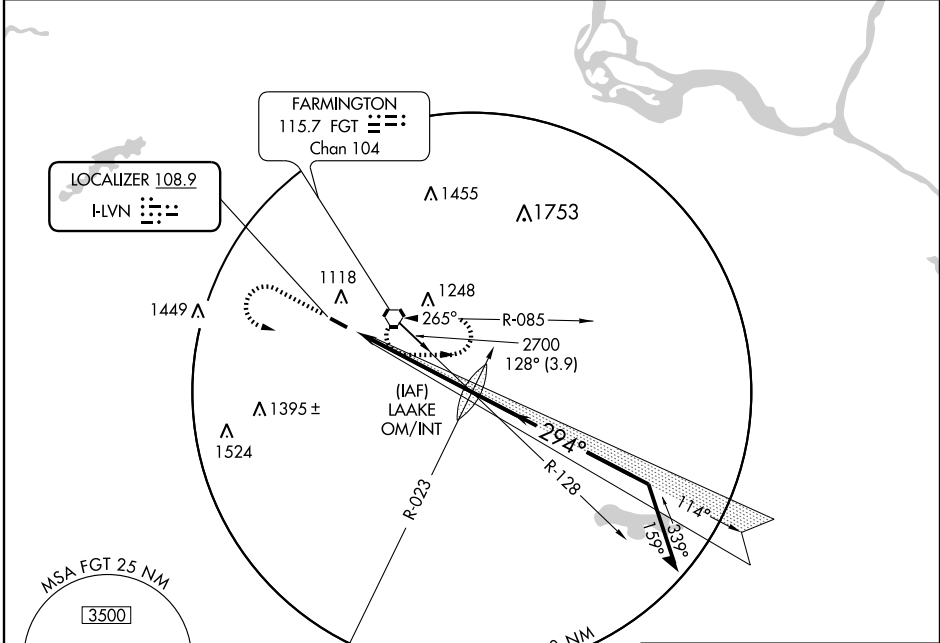 FARMINGTON
115.7 FGT
Chan 104
LOCALIZER 108.9
I-LVN
1455
1753
1118
1248
1449
265°
R-085
2700
128° (3.9)
(IAF)
LAAKE
OM/INT
1395 ±
1524
294°
R-023
R-128
114°
159°
339°
MSA FGT 25 NM
3500
NM